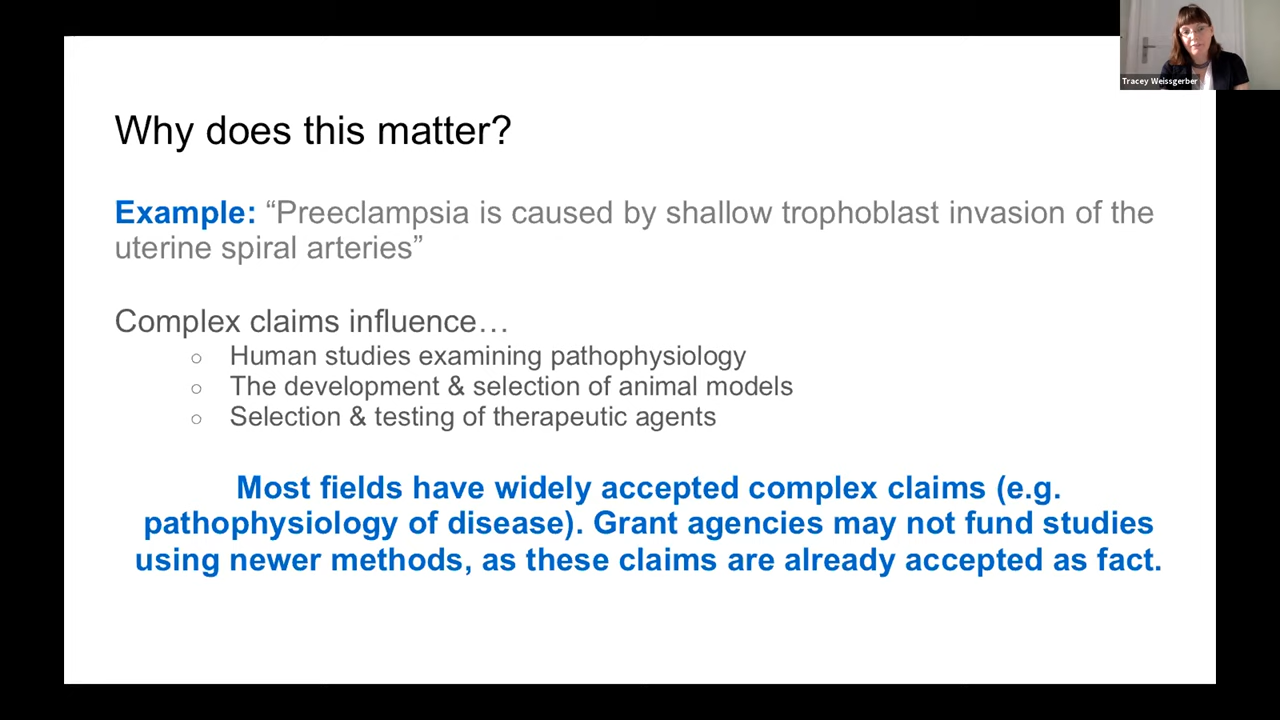 Tracey Weissgerber
Why does this matter?
Example: “Preeclampsia is caused by shallow trophoblast invasion of the
uterine spiral arteries”
Complex claims influence…
○ Human studies examining pathophysiology
○ The development & selection of animal models
○ Selection & testing of therapeutic agents
Most fields have widely accepted complex claims (e.g.
pathophysiology of disease). Grant agencies may not fund studies
using newer methods, as these claims are already accepted as fact.